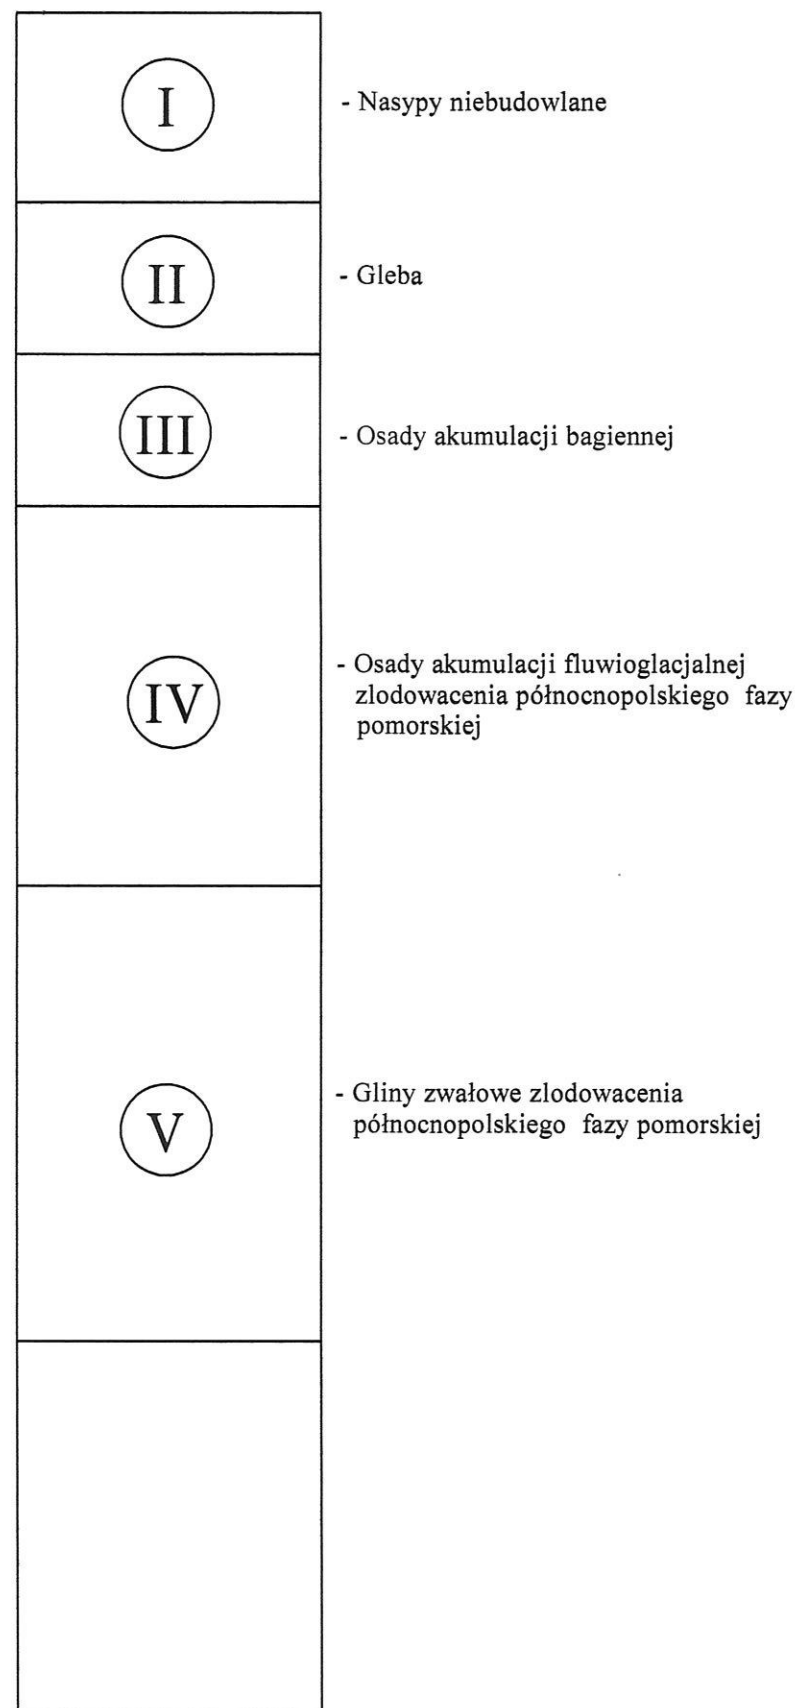 I
- Nasypy niebudowlane
II
- Gleba
III
- Osady akumulacji bagiennej
IV
- Osady akumulacji fluwioglacjalnej
zlodowacenia północnopolskiego fazy
pomorskiej
V
- Gliny zwałowe zlodowacenia
północnopolskiego fazy pomorskiej